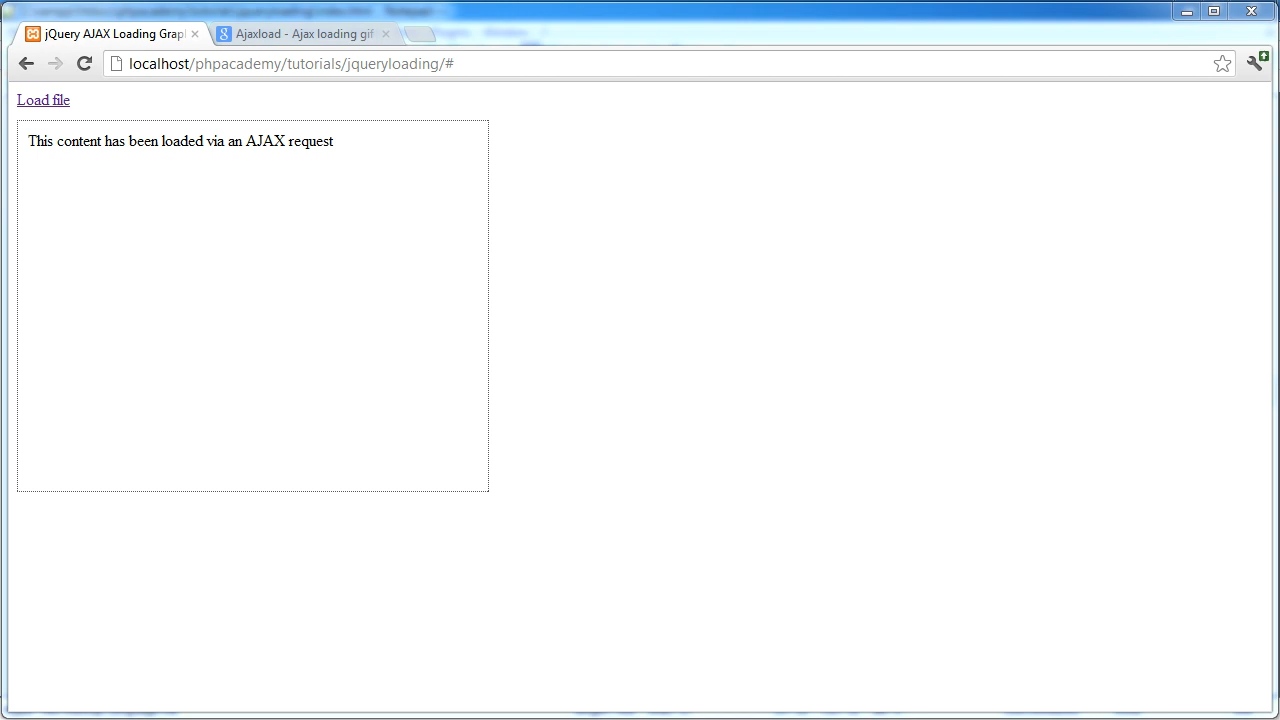 jQuery AJAX Loading Grap
Ajaxload - Ajax loading gif
localhost/phpacademy/tutorials/jqueryloading/#
Load file
This content has been loaded via an AJAX request